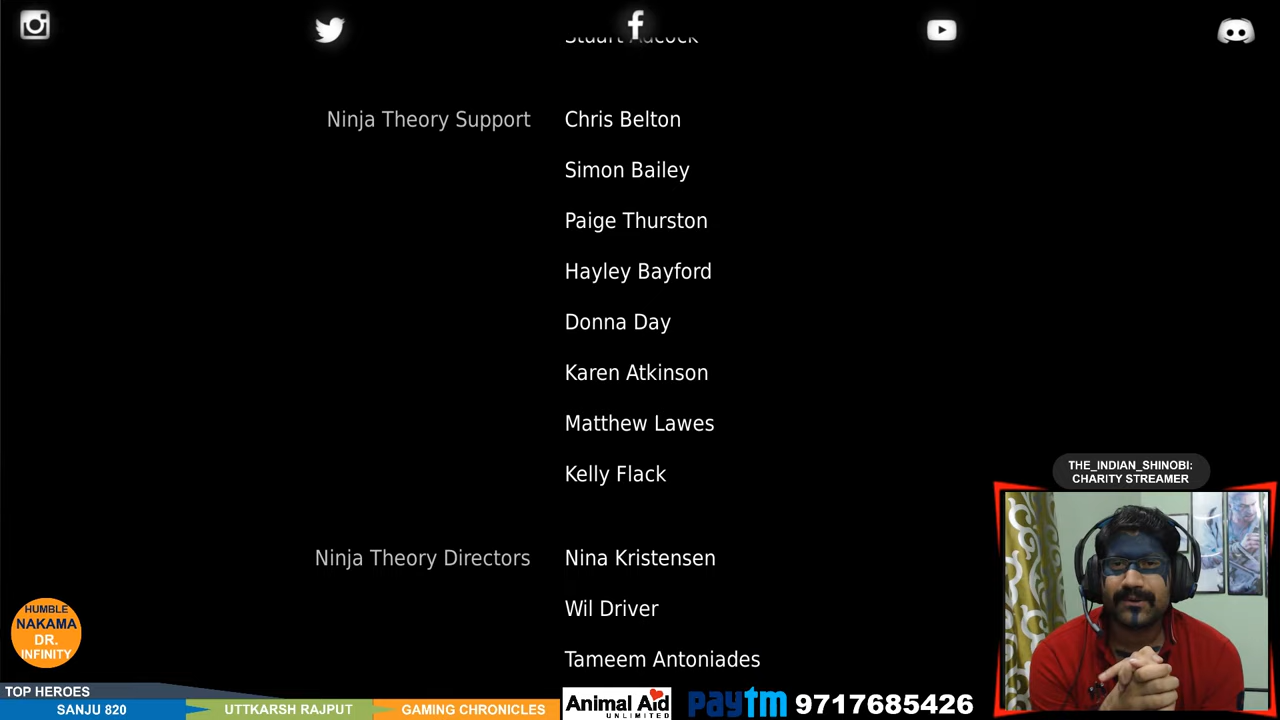 Stuart Adcock
Ninja Theory Support Chris Belton
Simon Bailey
Paige Thurston
Hayley Bayford
Donna Day
Karen Atkinson
Matthew Lawes
Kelly Flack
THE_INDIAN_SHINOBI:
CHARITY STREAMER
Ninja Theory Directors Nina Kristensen
Wil Driver
Tameem Antoniades
HUMBLE
NAKAMA
DR.
INFINITY
TOP HEROES
SANJU 820 UTTKARSH RAJPUT GAMING CHRONICLES
Animal Aid
UNLIMITED
paytm 9717685426